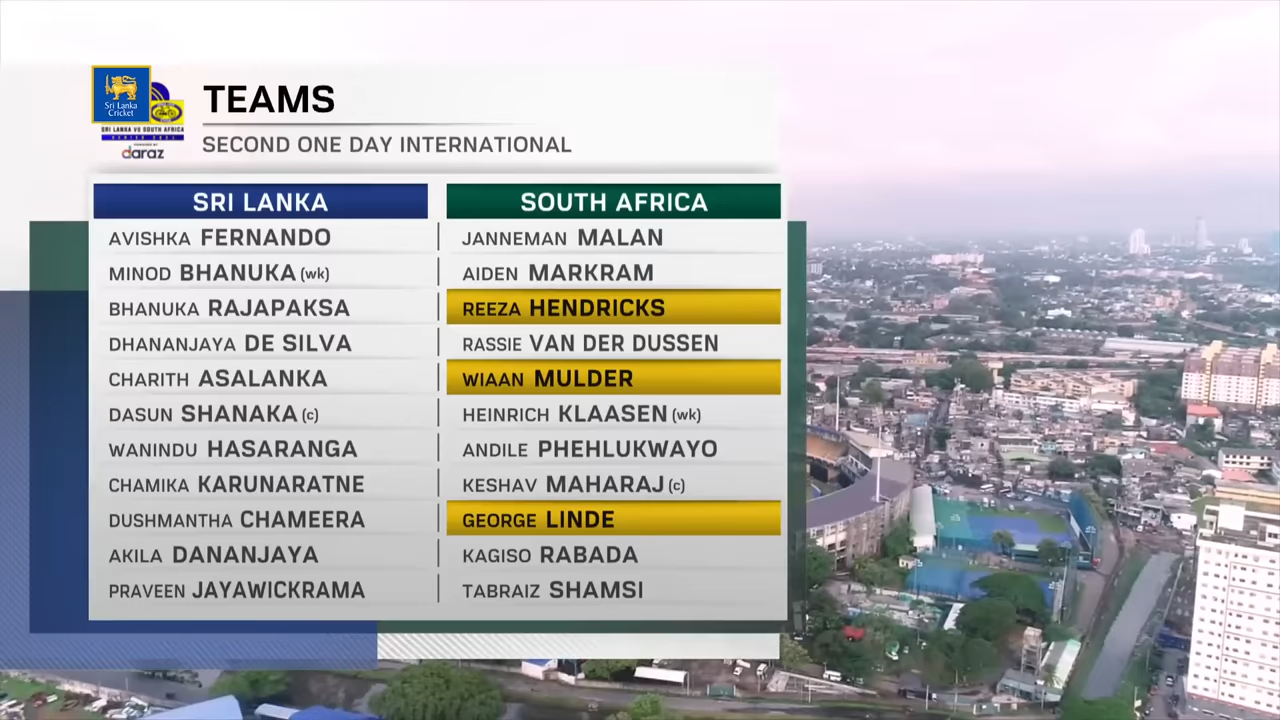 Sri Lanka
Cricket
SRI LANKA VS SOUTH AFRICA
daraz
TEAMS
SECOND ONE DAY INTERNATIONAL
SRI LANKA
AVISHKA FERNANDO
MINOD BHANUKA (wk)
BHANUKA RAJAPAKSA
DHANANJAYA DE SILVA
CHARITH ASALANKA
DASUN SHANAKA (c)
WANINDU HASARANGA
CHAMIKA KARUNARATNE
DUSHMANTHA CHAMEERA
AKILA DANANJAYA
PRAVEEN JAYAWICKRAMA
SOUTH AFRICA
JANNEMAN MALAN
AIDEN MARKRAM
REEZA HENDRICKS
RASSIE VAN DER DUSSEN
WIAAN MULDER
HEINRICH KLAASEN (wk)
ANDILE PHEHLUKWAYO
KESHAV MAHARAJ (c)
GEORGE LINDE
KAGISO RABADA
TABRAIZ SHAMSI